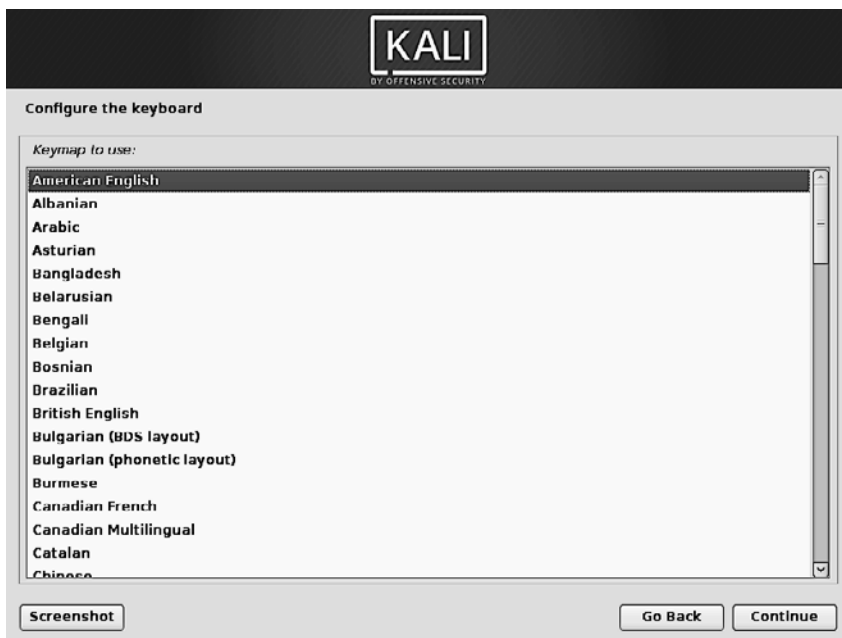 KALI
BY OFFENSIVE SECURITY
Configure the keyboard
Keymap to use:
American English
Albanian
Arabic
Asturian
Bangladesh
Belarusian
Bengali
Belgian
Bosnian
Brazilian
British English
Bulgarian (BDS layout)
Bulgarian (phonetic layout)
Burmese
Canadian French
Canadian Multilingual
Catalan
Chinese
Screenshot
Go Back
Continue